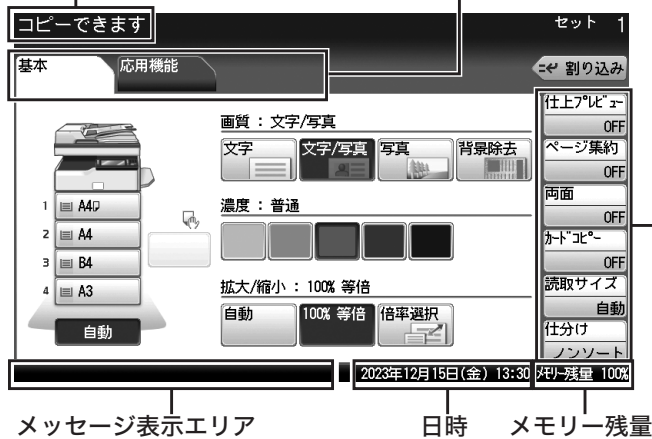 コピーできます
セット 1
基本
応用機能
割り込み
画質：文字/写真
文字
文字/写真
写真
背景除去
濃度：普通
拡大/縮小：100% 等倍
自動
100% 等倍
倍率選択
1 A4
2 A4
3 B4
4 A3
自動
仕上プレビュー
OFF
ページ集約
OFF
両面
OFF
カードコピー
OFF
読取サイズ
自動
仕分け
ノンソート
2023年12月15日(金) 13:30 メモリー残量 100%
メッセージ表示エリア 日時 メモリー残量